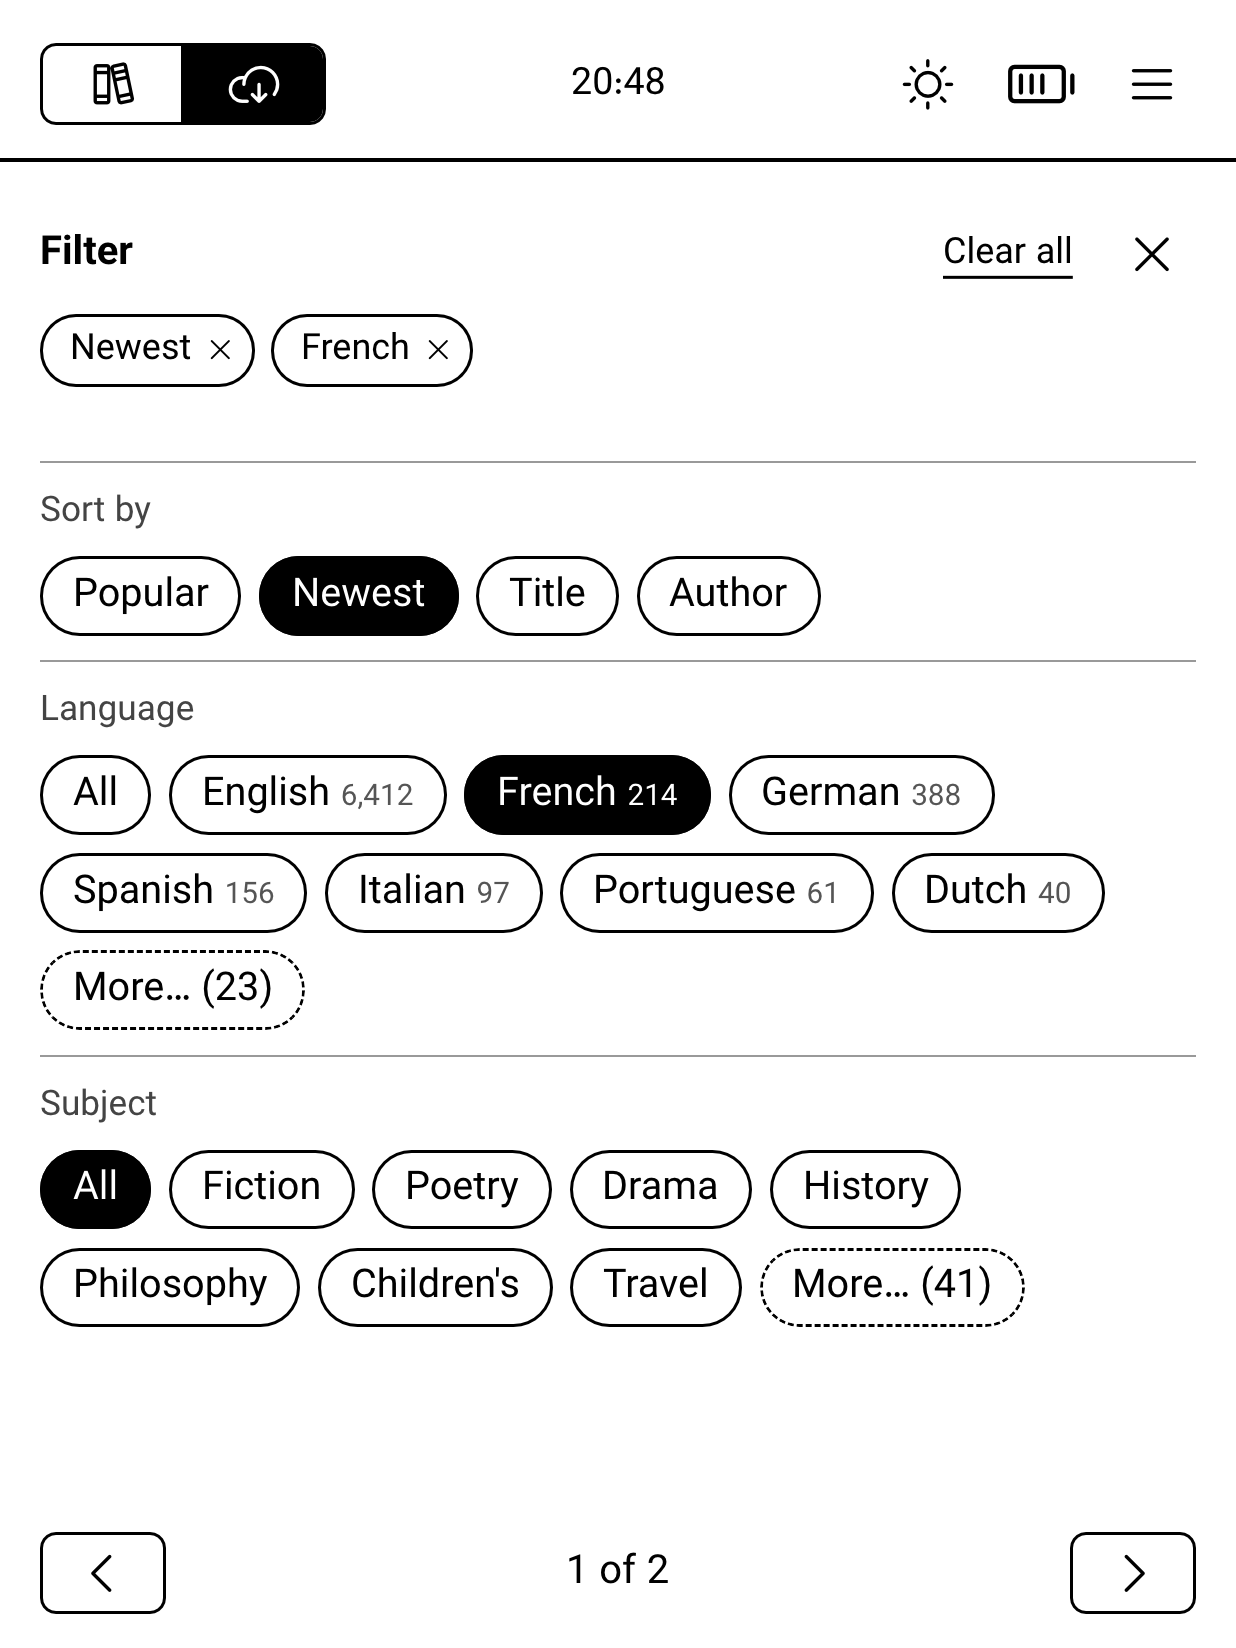 20:48
Filter
Clear all
Newest
French
Sort by
Popular Newest Title Author
Language
All English 6,412 French 214 German 388
Spanish 156 Italian 97 Portuguese 61 Dutch 40
More... (23)
Subject
All Fiction Poetry Drama History
Philosophy Children's Travel More... (41)
1 of 2